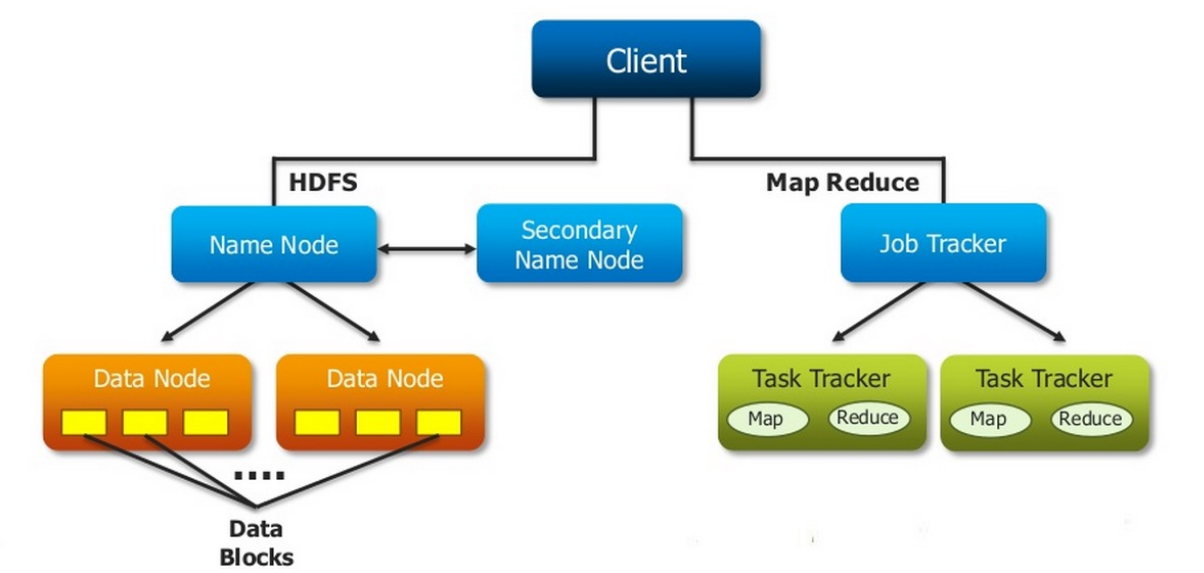 Client
HDFS
Map Reduce
Name Node
Secondary
Name Node
Job Tracker
Data Node
Data Node
Task Tracker
Map
Reduce
Task Tracker
Map
Reduce
....
Data
Blocks